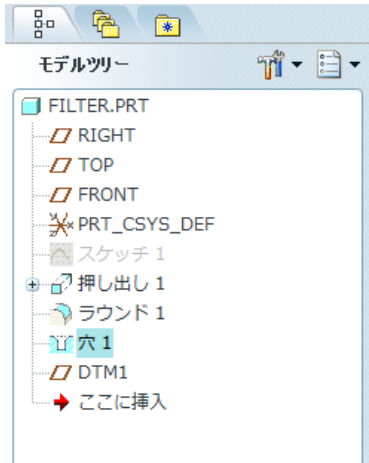 モデルツリー
FILTER.PRT
RIGHT
TOP
FRONT
PRT_CSYS_DEF
スケッチ 1
押し出し 1
ラウンド 1
穴 1
DTM1
ここに挿入